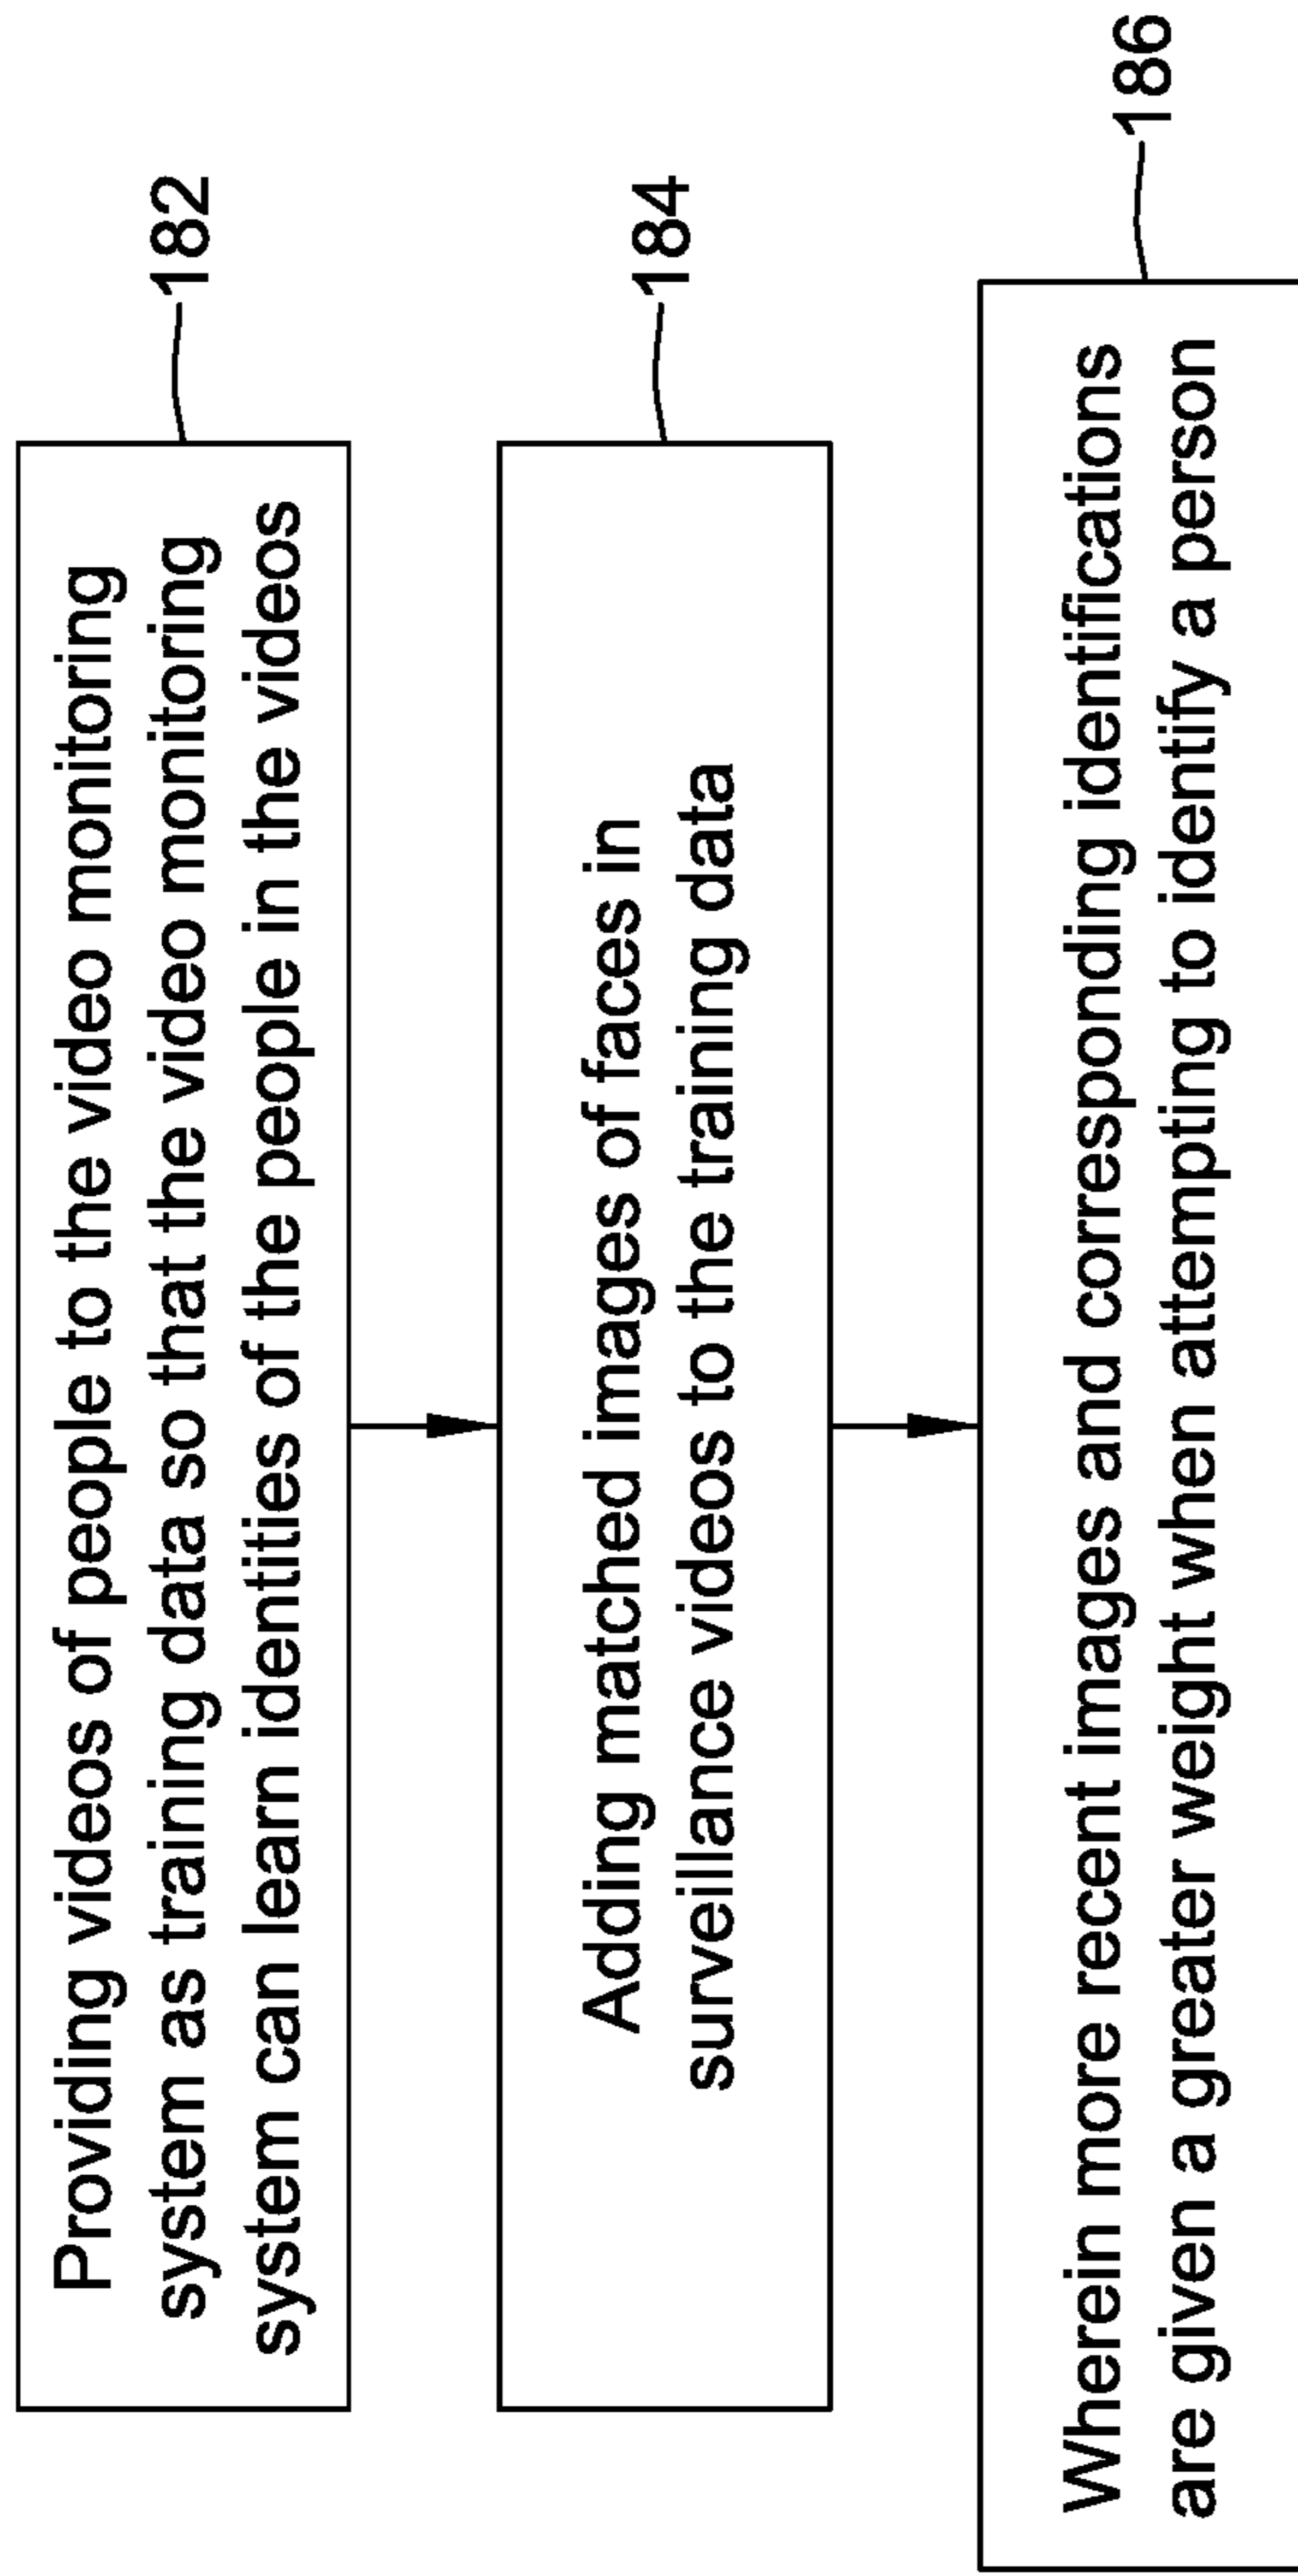 Providing videos of people to the video monitoring
system as training data so that the video monitoring
system can learn identities of the people in the videos
182
Adding matched images of faces in
surveillance videos to the training data
184
Wherein more recent images and corresponding identifications
are given a greater weight when attempting to identify a person
186